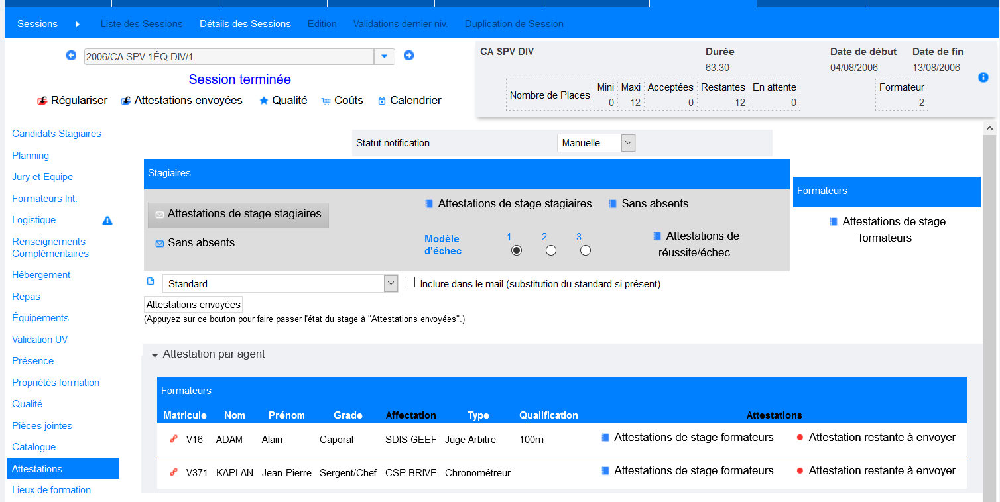 Sessions Liste des Sessions Détails des Sessions Edition Validations dernier niv. Duplication de Session
2006/CA SPV 1ÉQ DIV/1
Session terminée
Régulariser Attestations envoyées Qualité Coûts Calendrier
CA SPV DIV Durée Date de début Date de fin
63:30 04/08/2006 13/08/2006
Nombre de Places Mini Maxi Acceptées Restantes En attente Formateur
0 12 0 12 0 2
Candidats Stagiaires
Planning
Jury et Equipe
Formateurs Int.
Logistique
Renseignements
Complémentaires
Hébergement
Repas
Équipements
Validation UV
Présence
Propriétés formation
Qualité
Pièces jointes
Catalogue
Attestations
Lieux de formation
Statut notification Manuelle
Stagiaires
Attestations de stage stagiaires
Sans absents
Attestations de stage stagiaires Sans absents
Modèle
d'échec
1 2 3
Attestations de
réussite/échec
Formateurs
Attestations de stage
formateurs
Standard Inclure dans le mail (substitution du standard si présent)
Attestations envoyées
(Appuyez sur ce bouton pour faire passer l'état du stage à "Attestations envoyées".)
Attestation par agent
Formateurs
Matricule Nom Prénom Grade Affectation Type Qualification Attestations
V16 ADAM Alain Caporal SDIS GEEF Juge Arbitre 100m Attestations de stage formateurs Attestation restante à envoyer
V371 KAPLAN Jean-Pierre Sergent/Chef CSP BRIVE Chronométreur Attestations de stage formateurs Attestation restante à envoyer